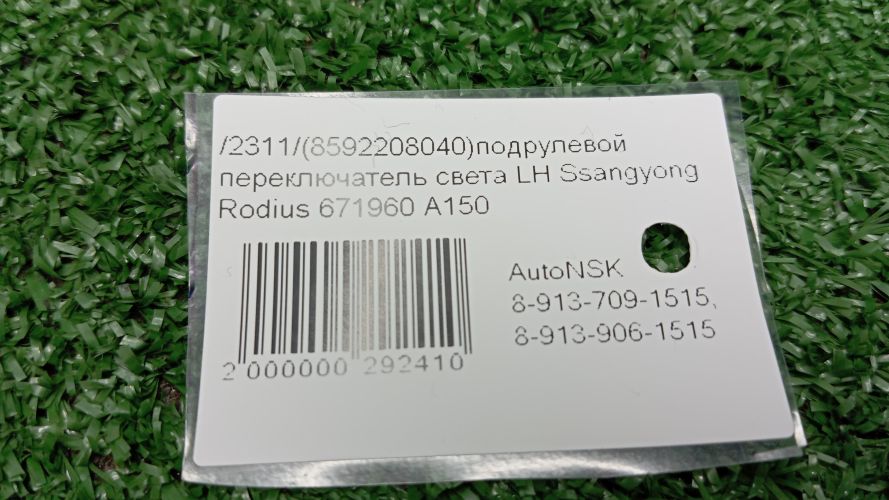 /2311/(8592208040)подрулевой
переключатель света LH Ssangyong
Rodius 671960 A150
AutoNSK
8-913-709-1515,
8-913-906-1515
2 000000 292410